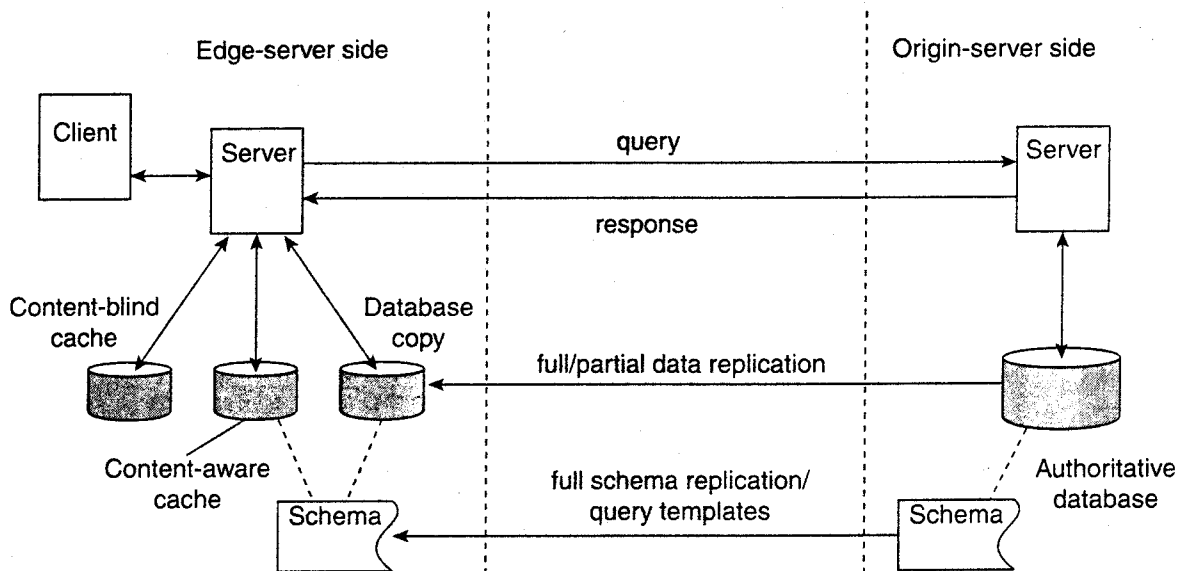 Edge-server side
Origin-server side
Client
Server
query
Server
response
Content-blind
cache
Database
copy
full/partial data replication
Content-aware
cache
full schema replication/
query templates
Authoritative
database
Schema
Schema